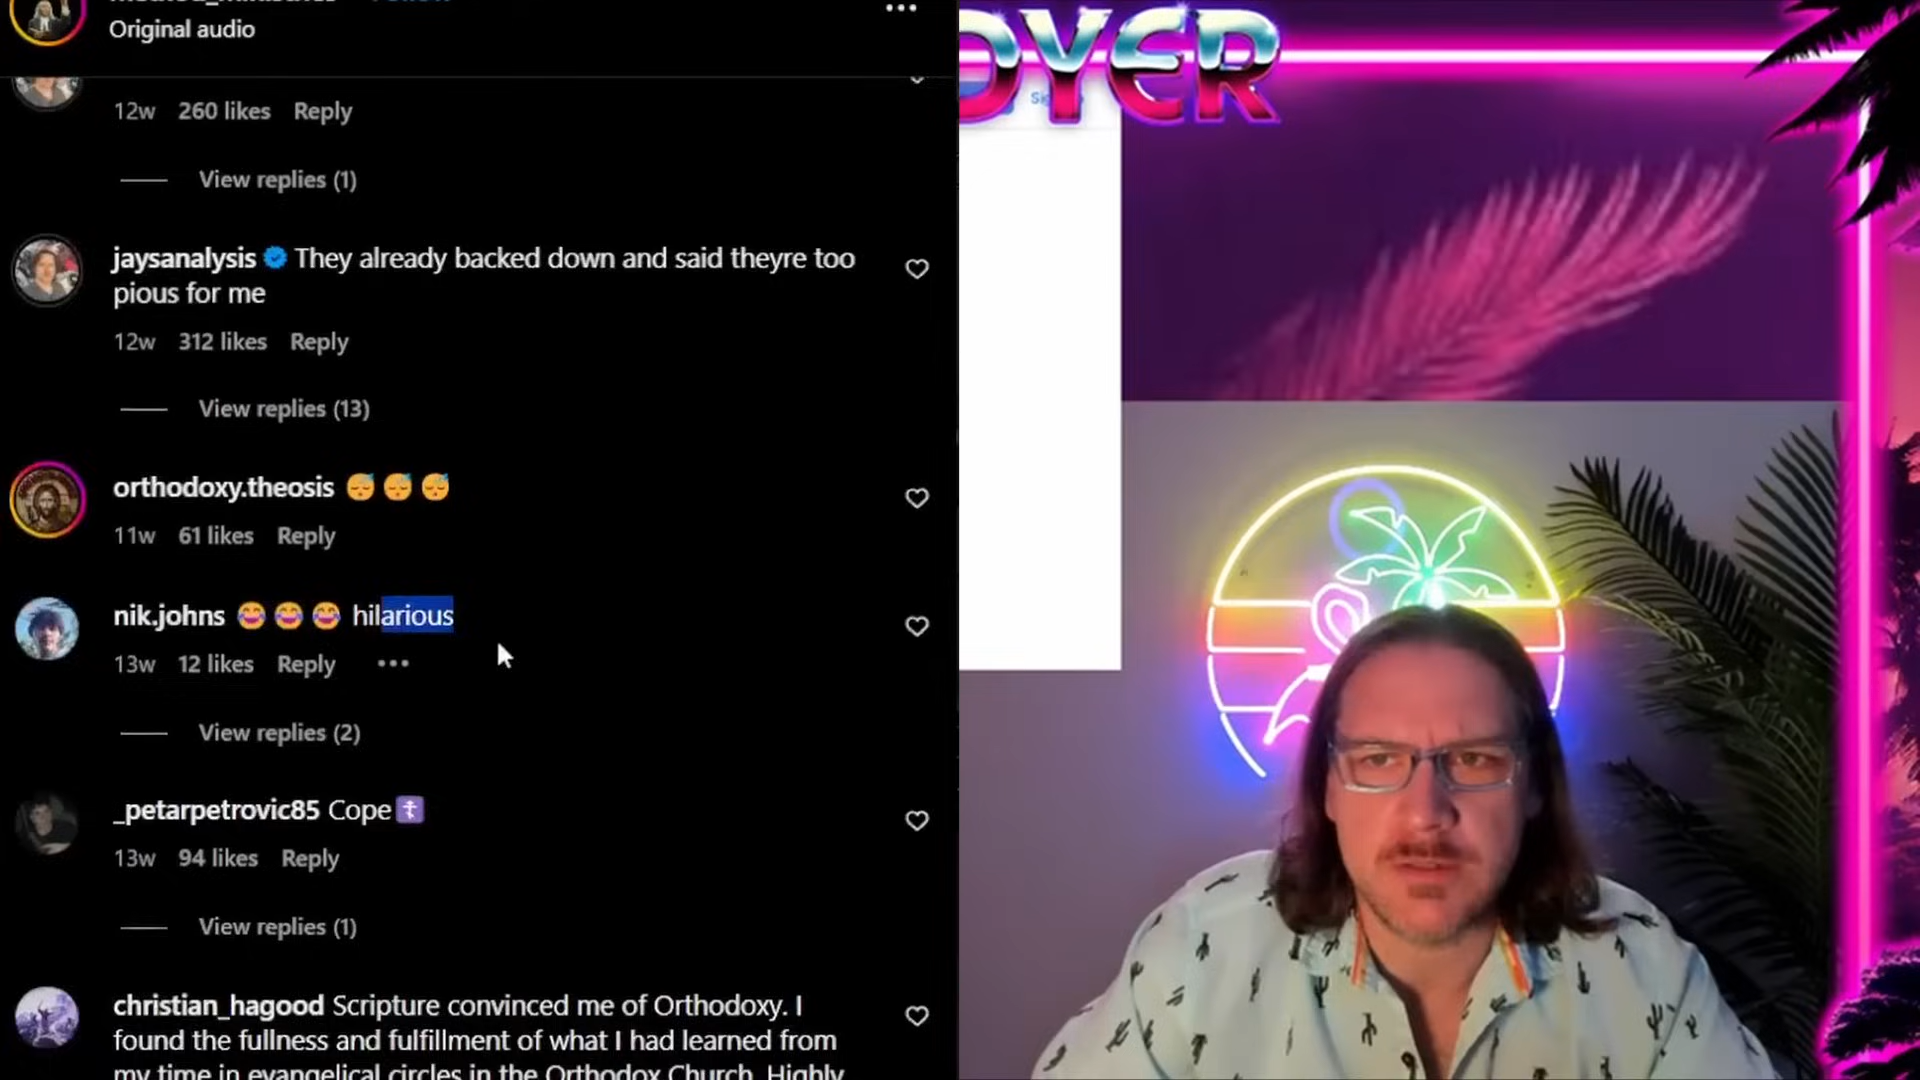 Original audio
12w 260 likes Reply
View replies (1)
jaysanalysis They already backed down and said theyre too
pious for me
12w 312 likes Reply
View replies (13)
orthodoxy.theosis 😴 😴 😴
11w 61 likes Reply
nik.johns 😂 😂 😂 hilarious
13w 12 likes Reply •••
View replies (2)
_petarpetrovic85 Cope☦️
13w 94 likes Reply
View replies (1)
christian_hagood Scripture convinced me of Orthodoxy. I
found the fullness and fulfillment of what I had learned from
my time in evangelical circles in the Orthodox Church. Highly
OYER